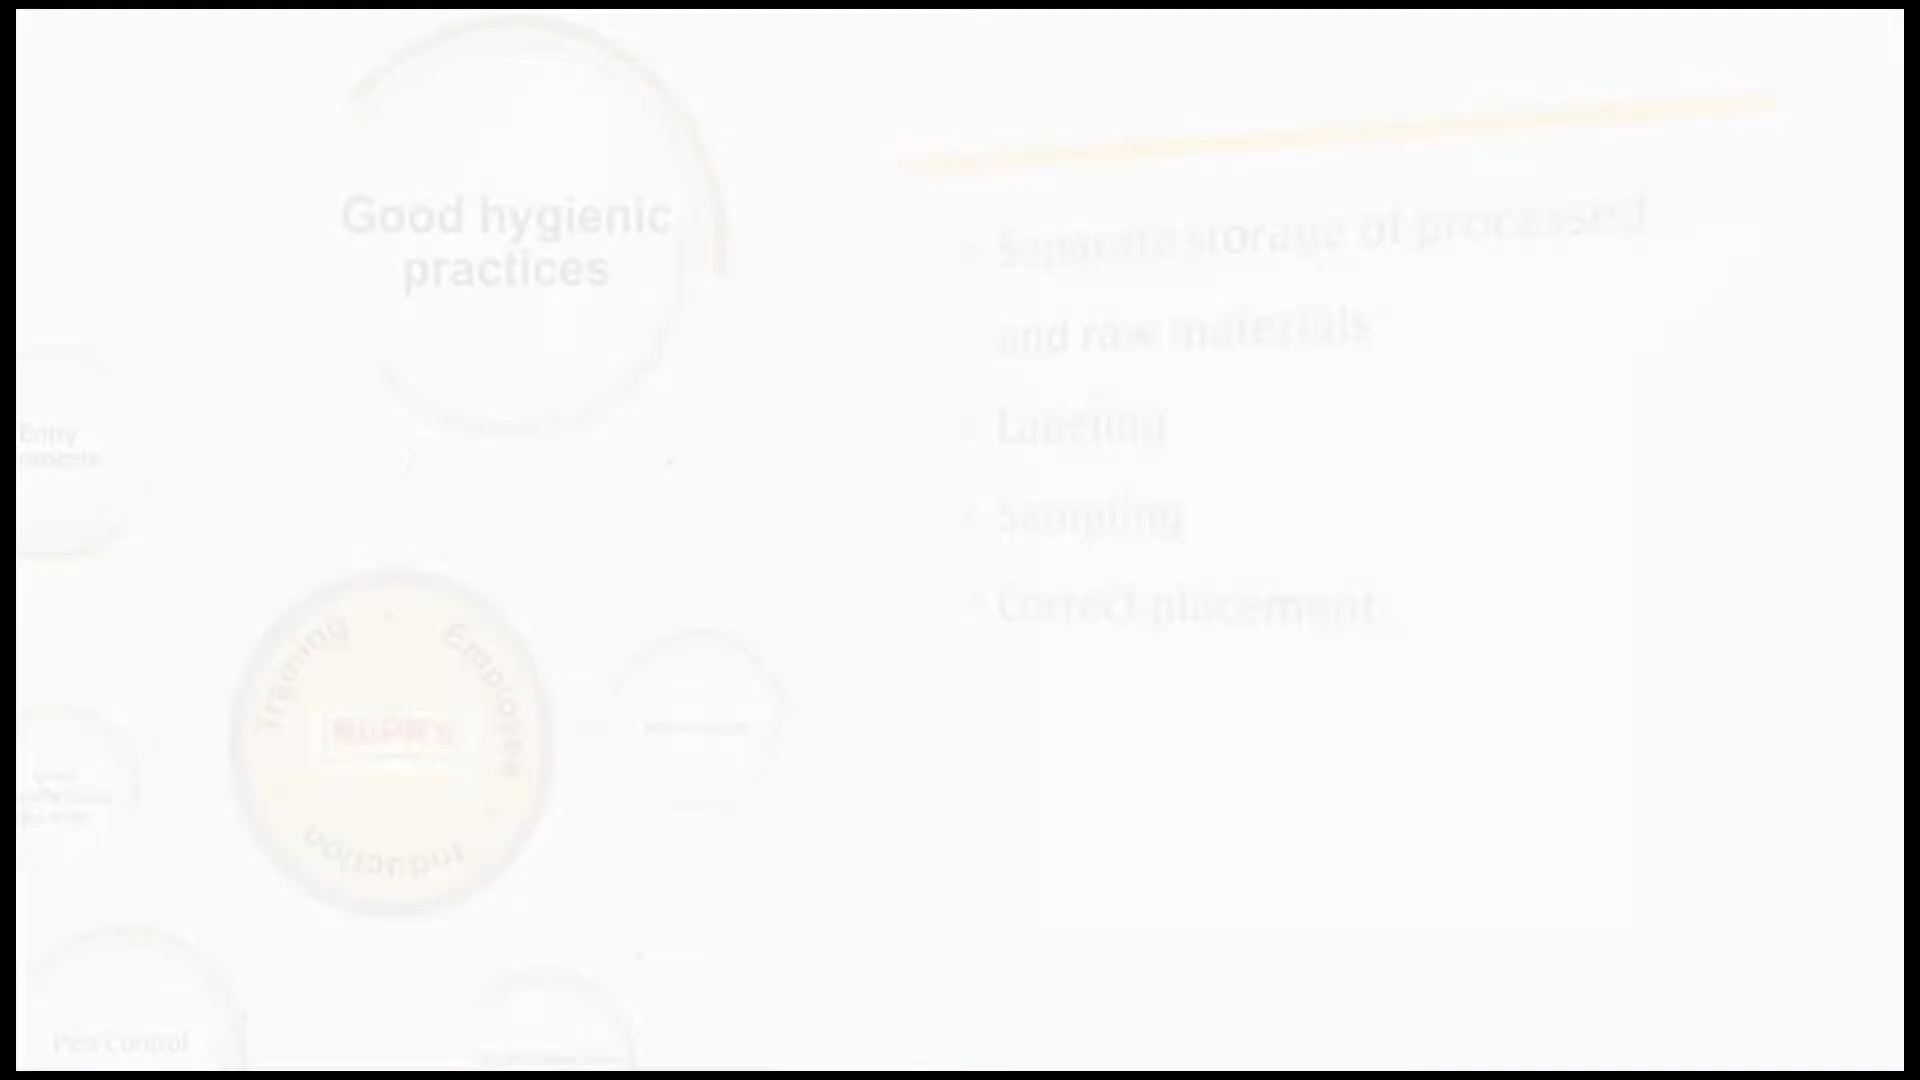 Good hygienic
practices
Separate storage of processed
and raw materials
Labeling
Sampling
Correct placement
Entry
Training
Employee
Induction
Pest Control